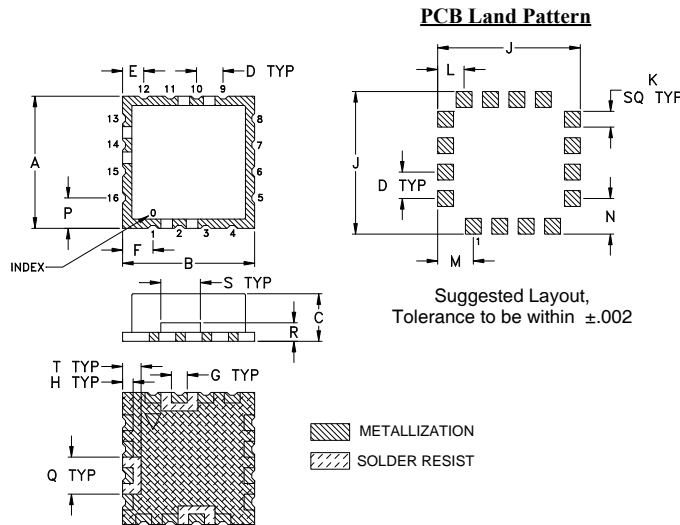 PCB Land Pattern
E
D TYP
12 11 10 9
13
14
15
16
8
7
6
5
A
P
0
1 2 3 4
F
INDEX
B
J
L
K
SQ TYP
J
D TYP
N
1
M
Suggested Layout,
Tolerance to be within ±.002
S TYP
C
R
T TYP
H TYP
G TYP
Q TYP
METALLIZATION
SOLDER RESIST